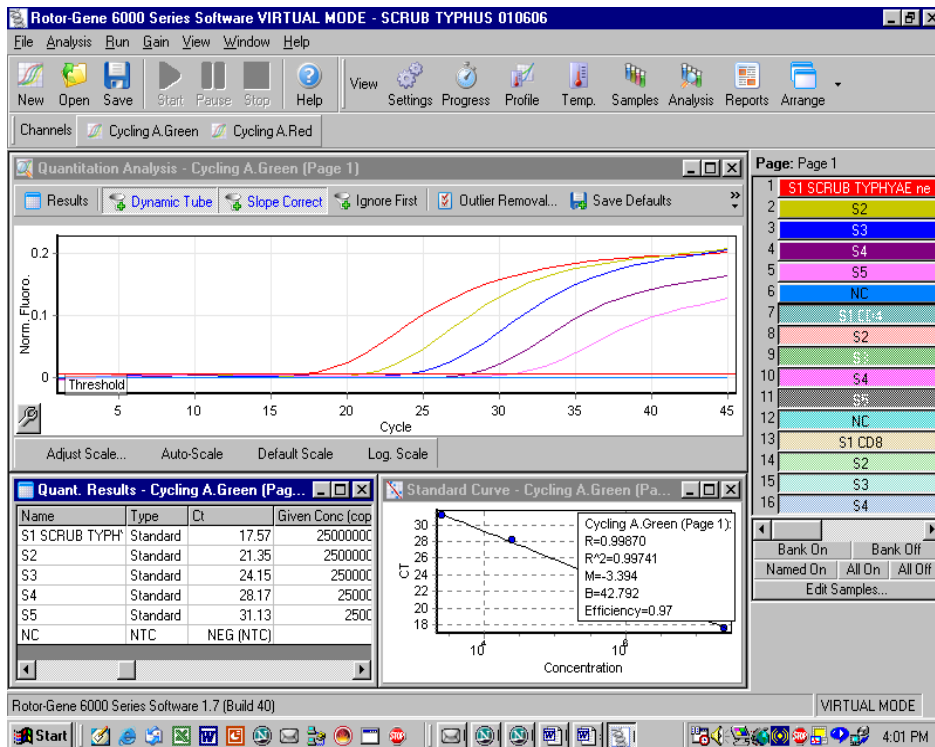 Rotor-Gene 6000 Series Software VIRTUAL MODE - SCRUB TYPHUS 010606
File Analysis Run Gain View Window Help
New Open Save Start Pause Stop Help View Settings Progress Profile Temp. Samples Analysis Reports Arrange
Channels Cycling A.Green Cycling A.Red
Quantitation Analysis - Cycling A.Green (Page 1)
Results Dynamic Tube Slope Correct Ignore First Outlier Removal... Save Defaults
Norm. Fluoro.
0.2
0.1
0
Threshold
5 10 15 20 25 30 35 40 45
Cycle
Adjust Scale... Auto-Scale Default Scale Log. Scale
Page: Page 1
1 S1 SCRUB TYPHYAE ne
2 S2
3 S3
4 S4
5 S5
6 NC
7 S1 CD4
8 S2
9 S3
10 S4
11 S5
12 NC
13 S1 CD8
14 S2
15 S3
16 S4
Bank On Bank Off
Named On All On All Off
Edit Samples...
Quant. Results - Cycling A.Green (Pag...
Name Type Ct Given Conc (cop
S1 SCRUB TYPH' Standard 17.57 2500000
S2 Standard 21.35 250000
S3 Standard 24.15 25000
S4 Standard 28.17 25000
S5 Standard 31.13 2500
NC NTC NEG (NTC)
Standard Curve - Cycling A.Green (Pa...
CT
30
28
26
24
22
20
18
Cycling A.Green (Page 1):
R=0.99870
R^2=0.99741
M=-3.394
B=42.792
Efficiency=0.97
10^4
Concentration
Rotor-Gene 6000 Series Software 1.7 (Build 40) VIRTUAL MODE
Start 4:01 PM